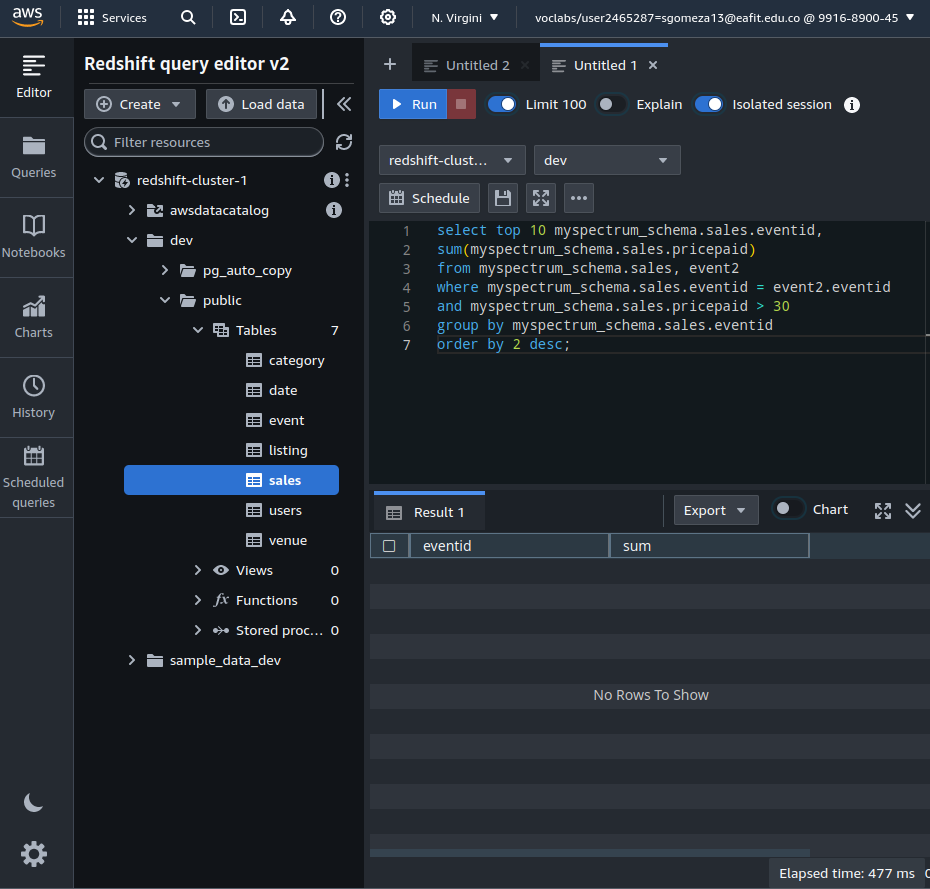 aws
Services
N. Virgini
voclabs/user2465287=sgomeza13@eafit.edu.co @ 9916-8900-45
Editor
Queries
Notebooks
Charts
History
Scheduled
queries
Redshift query editor v2
Create
Load data
Filter resources
redshift-cluster-1
awsdatacatalog
dev
pg_auto_copy
public
Tables 7
category
date
event
listing
sales
users
venue
Views 0
Functions 0
Stored proc... 0
sample_data_dev
Untitled 2
Untitled 1
Run
Limit 100
Explain
Isolated session
redshift-clust...
dev
Schedule
1 select top 10 myspectrum_schema.sales.eventid,
2 sum(myspectrum_schema.sales.pricepaid)
3 from myspectrum_schema.sales, event2
4 where myspectrum_schema.sales.eventid = event2.eventid
5 and myspectrum_schema.sales.pricepaid > 30
6 group by myspectrum_schema.sales.eventid
7 order by 2 desc;
Result 1
Export
Chart
eventid sum
No Rows To Show
Elapsed time: 477 ms